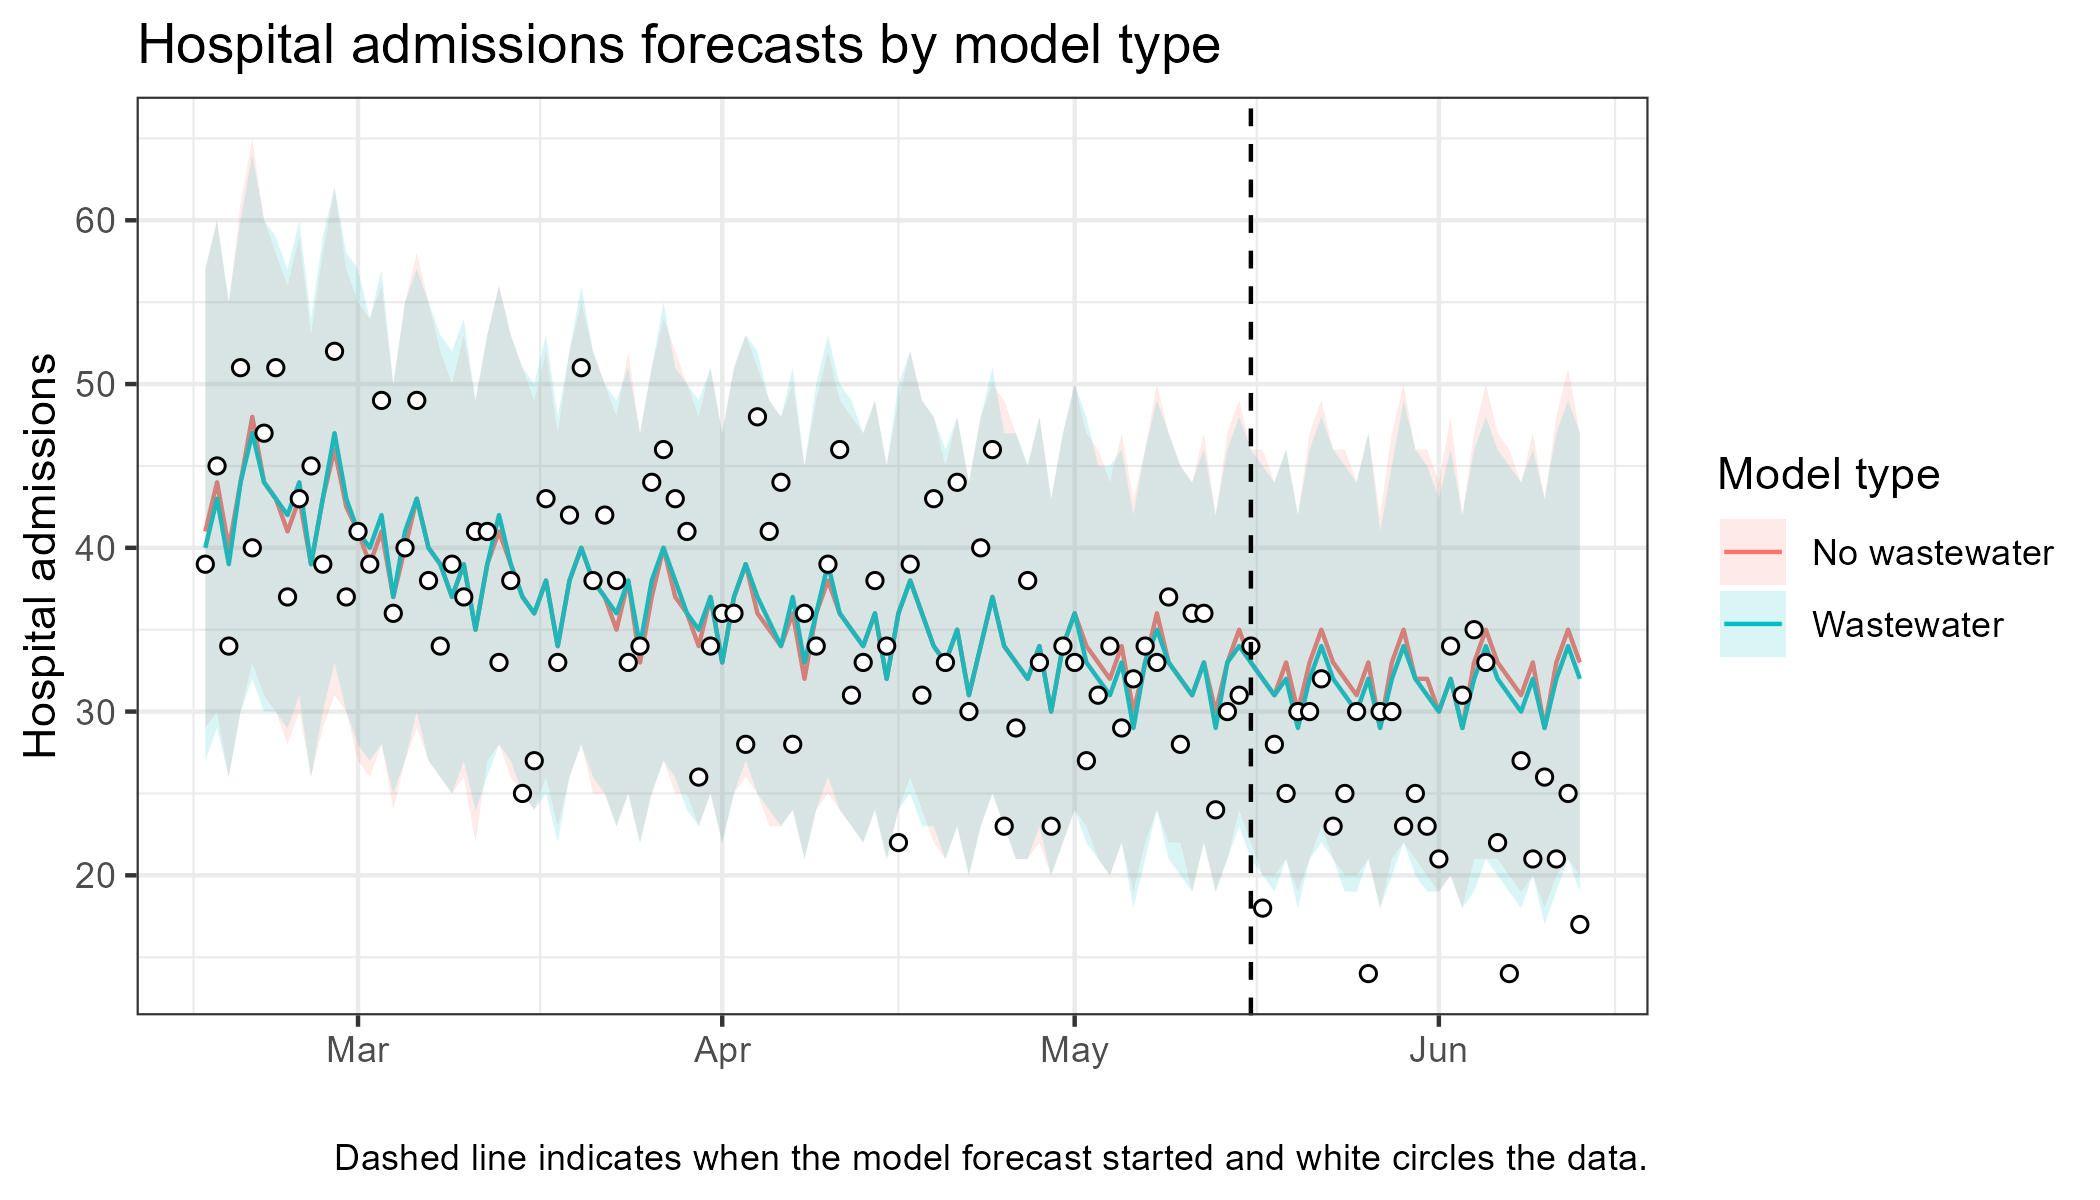 Hospital admissions forecasts by model type
Hospital admissions
60
50
40
30
20
Mar
Apr
May
Jun
Model type
No wastewater
Wastewater
Dashed line indicates when the model forecast started and white circles the data.